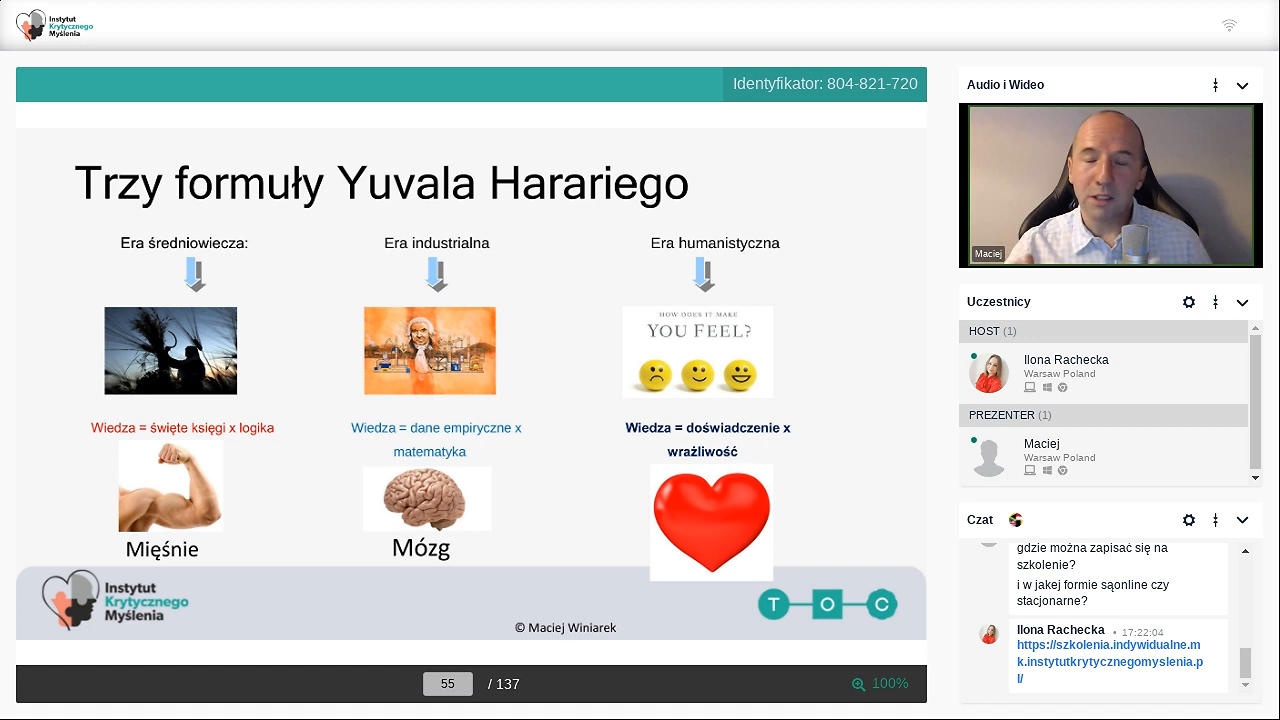 Instytut
Krytycznego
Myślenia
Identyfikator: 804-821-720
Trzy formuły Yuvala Harariego
Era średniowiecza:
Era industrialna
Era humanistyczna
HOW DOES IT MAKE
YOU FEEL?
Wiedza = święte księgi x logika
Wiedza = dane empiryczne x
matematyka
Wiedza = doświadczenie x
wrażliwość
Mięśnie
Mózg
Instytut
Krytycznego
Myślenia
T O C
© Maciej Winiarek
55 / 137
100%
Audio i Wideo
Maciej
Uczestnicy
HOST (1)
Ilona Rachecka
Warsaw Poland
PREZENTER (1)
Maciej
Warsaw Poland
Czat
gdzie można zapisać się na
szkolenie?
i w jakej formie sąonline czy
stacjonarne?
Ilona Rachecka • 17:22:04
https://szkolenia.indywidualne.m
k.instytutkrytycznegomyslenia.p
l/